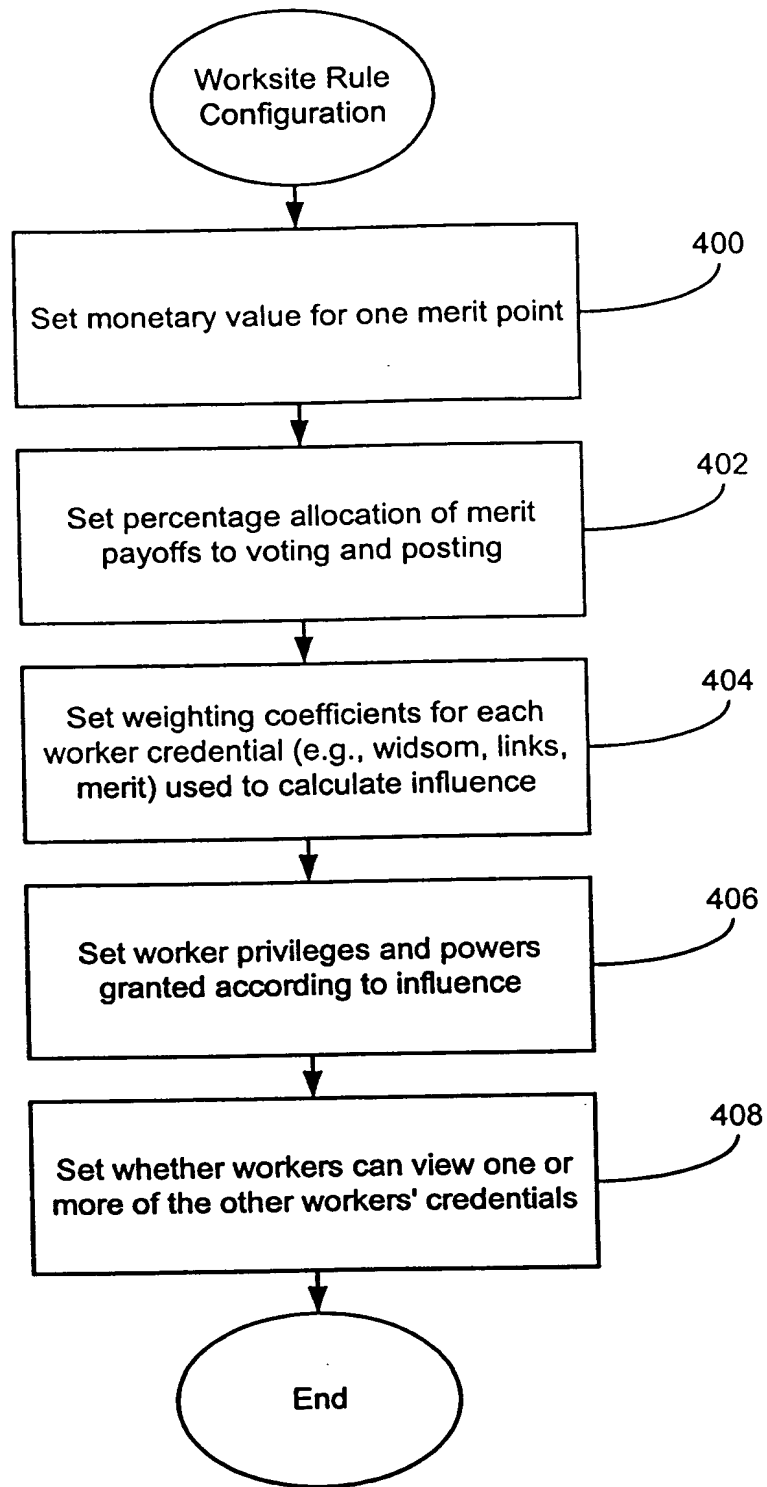 Worksite Rule
Configuration
400
Set monetary value for one merit point
402
Set percentage allocation of merit
payoffs to voting and posting
404
Set weighting coefficients for each
worker credential (e.g., widsom, links,
merit) used to calculate influence
406
Set worker privileges and powers
granted according to influence
408
Set whether workers can view one or
more of the other workers' credentials
End